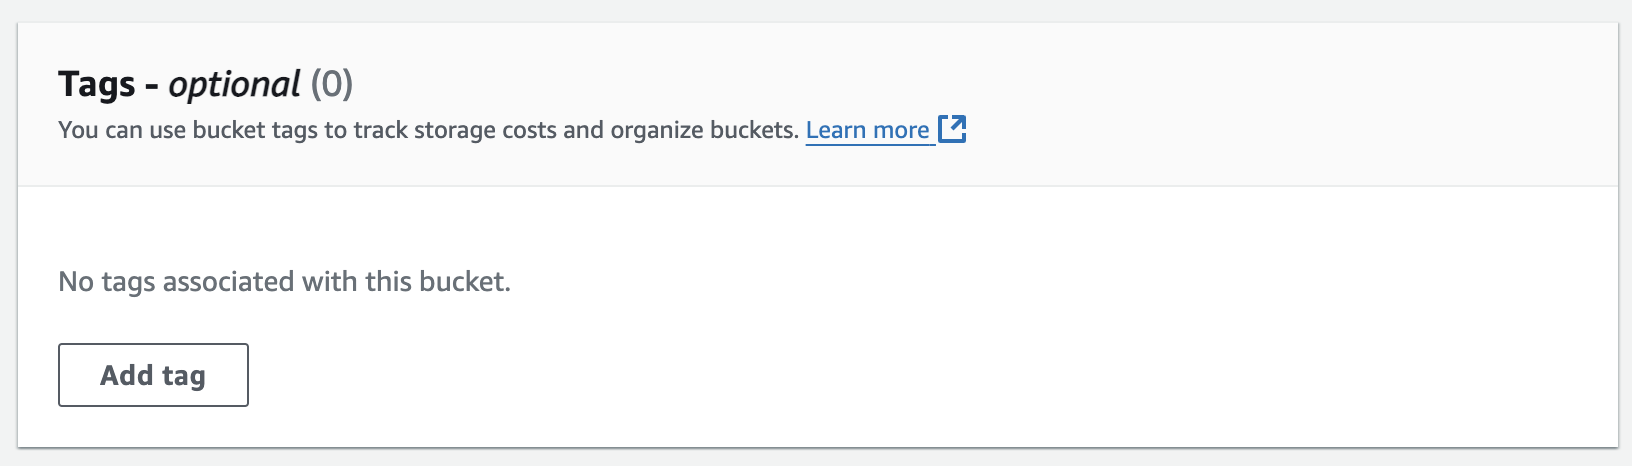 Tags - optional (0)
You can use bucket tags to track storage costs and organize buckets. Learn more
No tags associated with this bucket.
Add tag